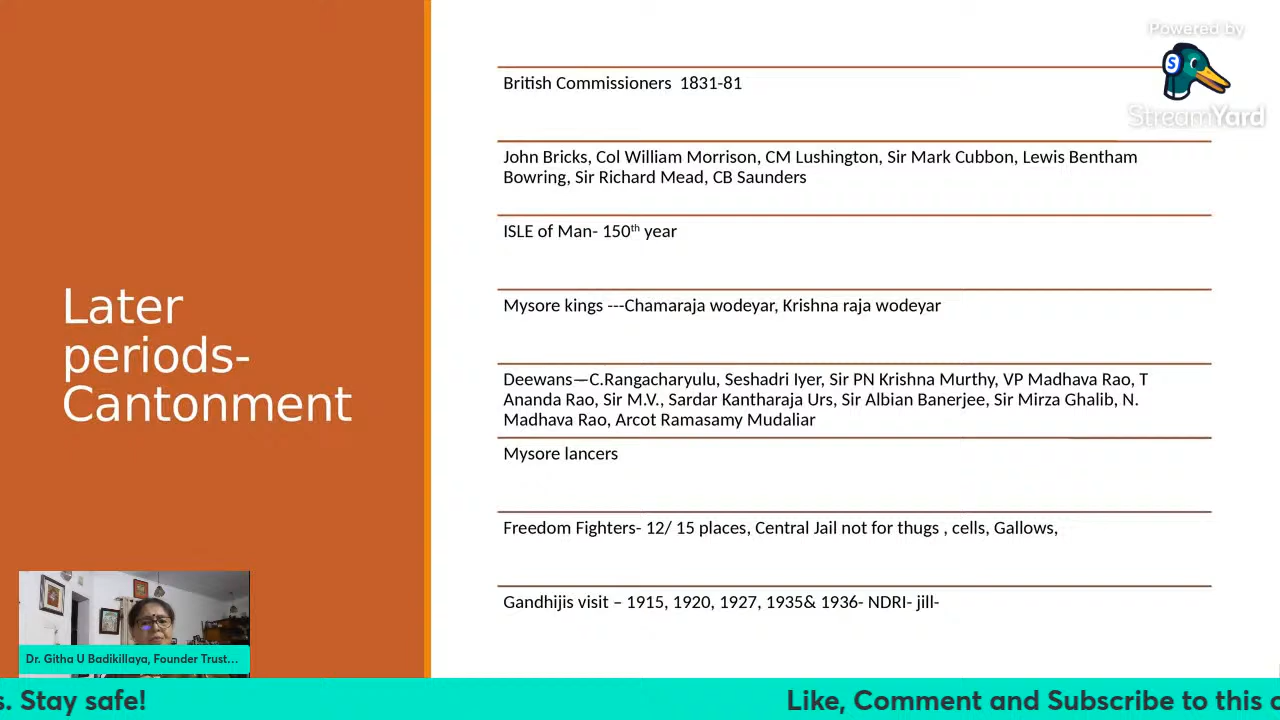 Powered by
StreamYard
British Commissioners 1831-81
John Bricks, Col William Morrison, CM Lushington, Sir Mark Cubbon, Lewis Bentham
Bowring, Sir Richard Mead, CB Saunders
ISLE of Man- 150th year
Mysore kings ---Chamaraja wodeyar, Krishna raja wodeyar
Deewans—C.Rangacharyulu, Seshadri Iyer, Sir PN Krishna Murthy, VP Madhava Rao, T
Ananda Rao, Sir M.V., Sardar Kantharaja Urs, Sir Albian Banerjee, Sir Mirza Ghalib, N.
Madhava Rao, Arcot Ramasamy Mudaliar
Mysore lancers
Freedom Fighters- 12/ 15 places, Central Jail not for thugs , cells, Gallows,
Gandhijis visit – 1915, 1920, 1927, 1935& 1936- NDRI- jill-
Later
periods-
Cantonment
Dr. Githa U Badikillaya, Founder Trust...
s. Stay safe!
Like, Comment and Subscribe to this c